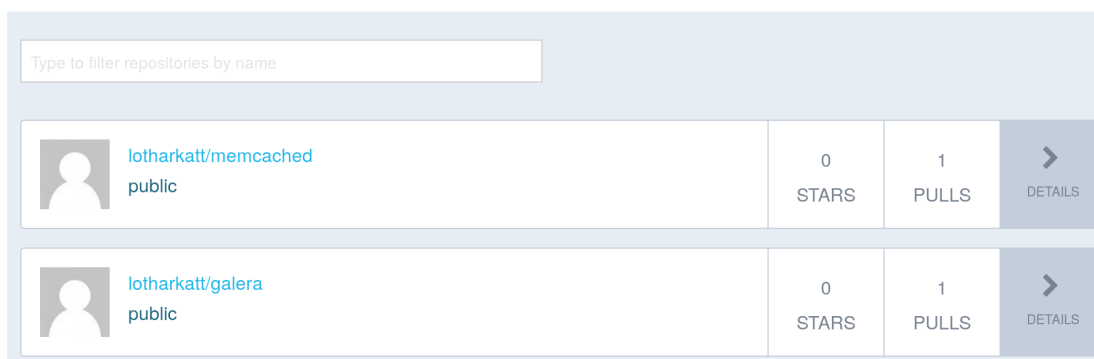 Type to filter repositories by name
lotharkatt/memcached
public
0
STARS
1
PULLS
DETAILS
lotharkatt/galera
public
0
STARS
1
PULLS
DETAILS